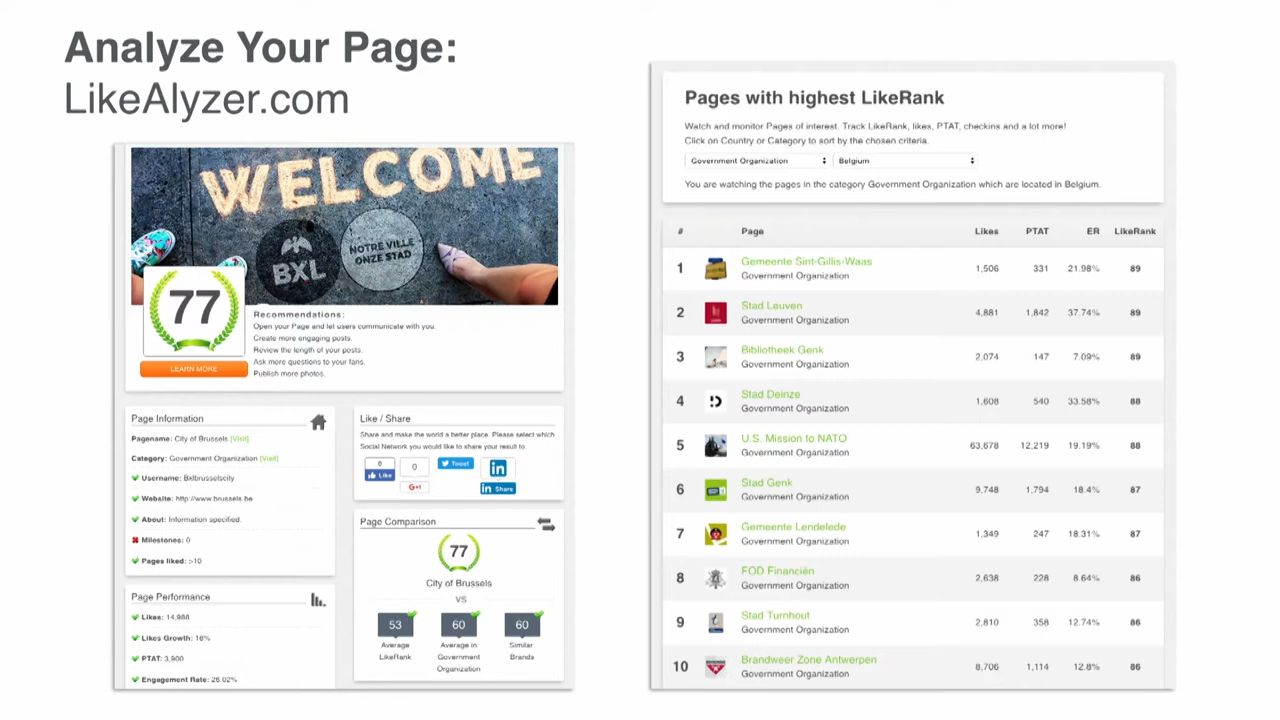 Analyze Your Page:
LikeAlyzer.com
WELCOME
BXL
NOTRE VILLE
ONZE STAD
77
Recommendations:
Open your Page and let users communicate with you.
Create more engaging posts.
Review the length of your posts.
Ask more questions to your fans.
Publish more photos.
LEARN MORE
Page Information
Pagename: City of Brussels [Visit]
Category: Government Organization [Visit]
Username: Bxlbrusselscity
Website: http://www.brussels.be
About: Information specified.
Milestones: 0
Pages liked: >10
Page Performance
Likes: 14,988
Likes Growth: 16%
PTAT: 3,900
Engagement Rate: 26.02%
Like / Share
Share and make the world a better place. Please select which
Social Network you would like to share your result to.
0
Like
0
G+1
Tweet
in
in Share
Page Comparison
77
City of Brussels
VS
53 60 60
Average LikeRank
Average in Government Organization
Similar Brands
Pages with highest LikeRank
Watch and monitor Pages of interest. Track LikeRank, likes, PTAT, checkins and a lot more!
Click on Country or Category to sort by the chosen criteria.
Government Organization Belgium
You are watching the pages in the category Government Organization which are located in Belgium.
# Page Likes PTAT ER LikeRank
1 Gemeente Sint-Gillis-Waas 1,506 331 21.98% 89
Government Organization
2 Stad Leuven 4,881 1,842 37.74% 89
Government Organization
3 Bibliotheek Genk 2,074 147 7.09% 89
Government Organization
4 Stad Deinze 1,608 540 33.58% 88
Government Organization
5 U.S. Mission to NATO 63,678 12,219 19.19% 88
Government Organization
6 Stad Genk 9,748 1,794 18.4% 87
Government Organization
7 Gemeente Lendelede 1,349 247 18.31% 87
Government Organization
8 FOD Financiën 2,638 228 8.64% 86
Government Organization
9 Stad Turnhout 2,810 358 12.74% 86
Government Organization
10 Brandweer Zone Antwerpen 8,706 1,114 12.8% 86
Government Organization